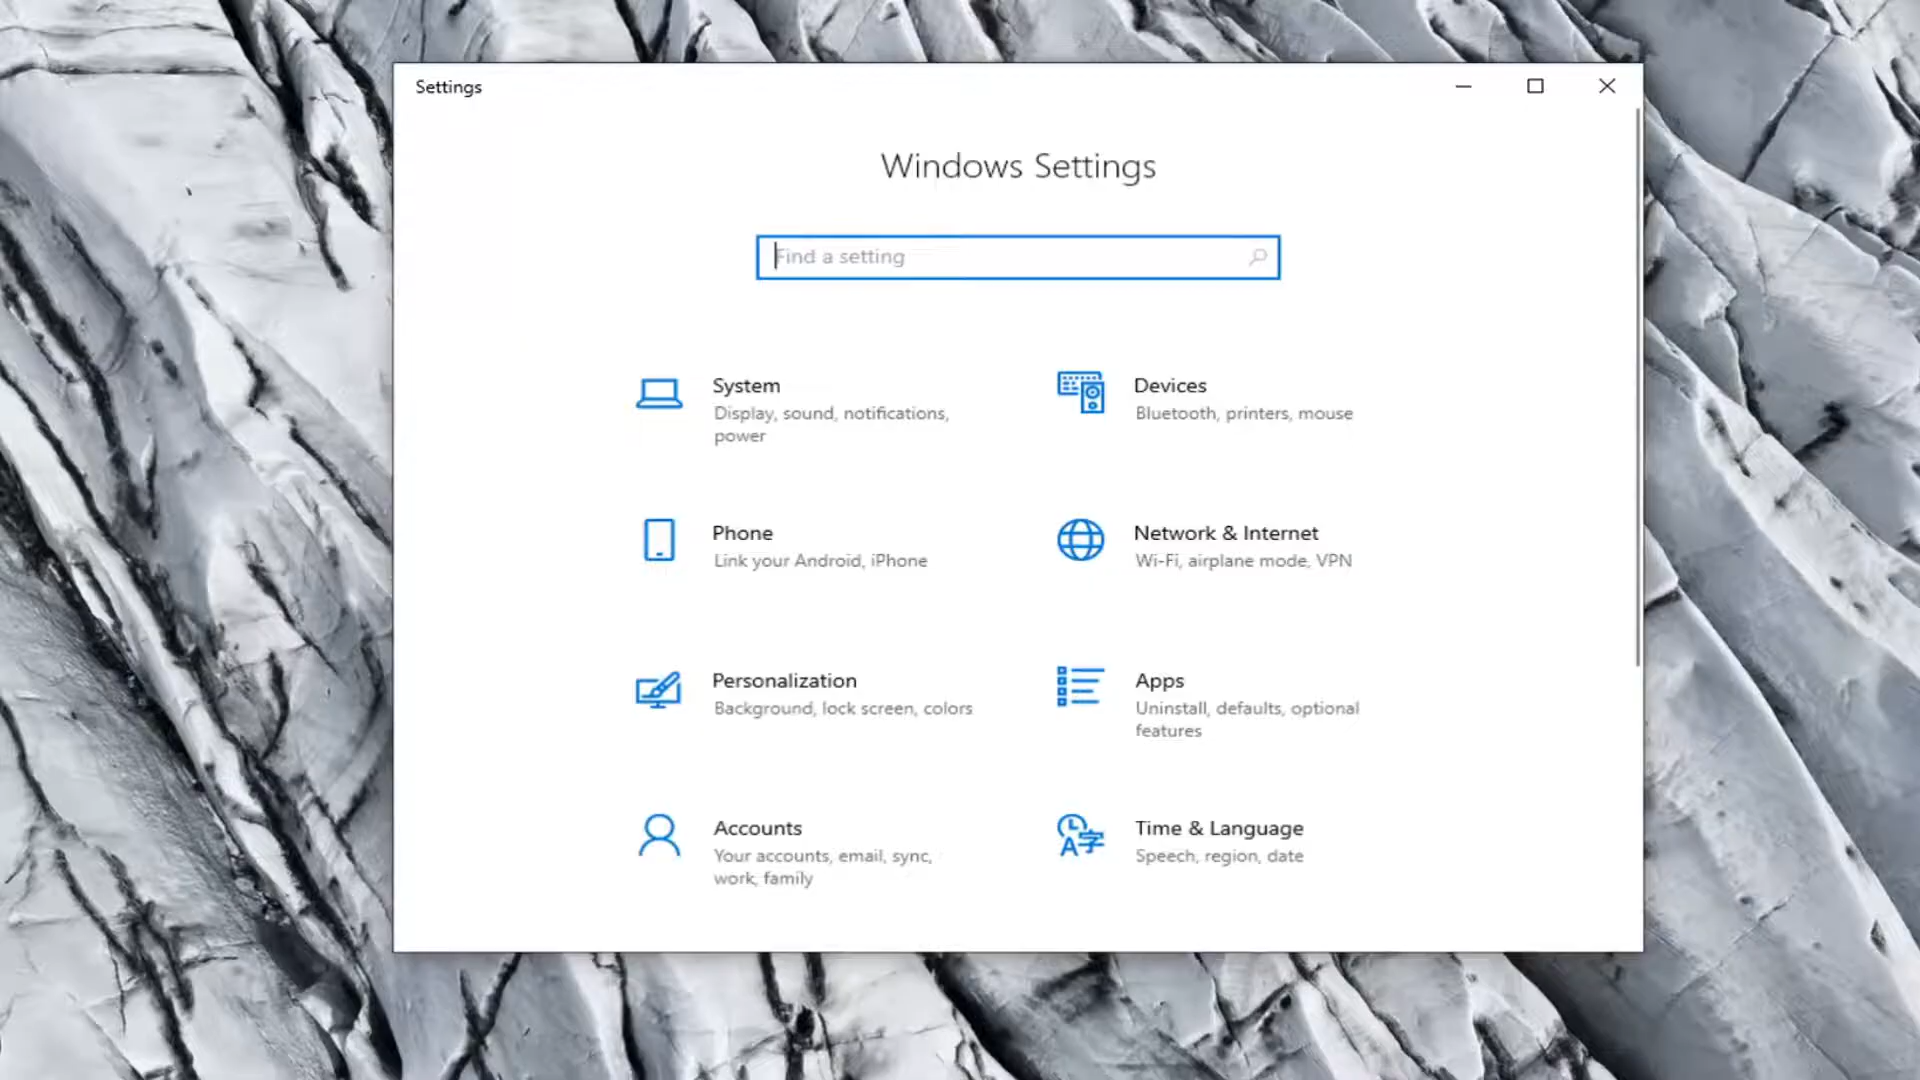 Settings
Windows Settings
Find a setting
System
Display, sound, notifications,
power
Devices
Bluetooth, printers, mouse
Phone
Link your Android, iPhone
Network & Internet
Wi-Fi, airplane mode, VPN
Personalization
Background, lock screen, colors
Apps
Uninstall, defaults, optional
features
Accounts
Your accounts, email, sync,
work, family
Time & Language
Speech, region, date